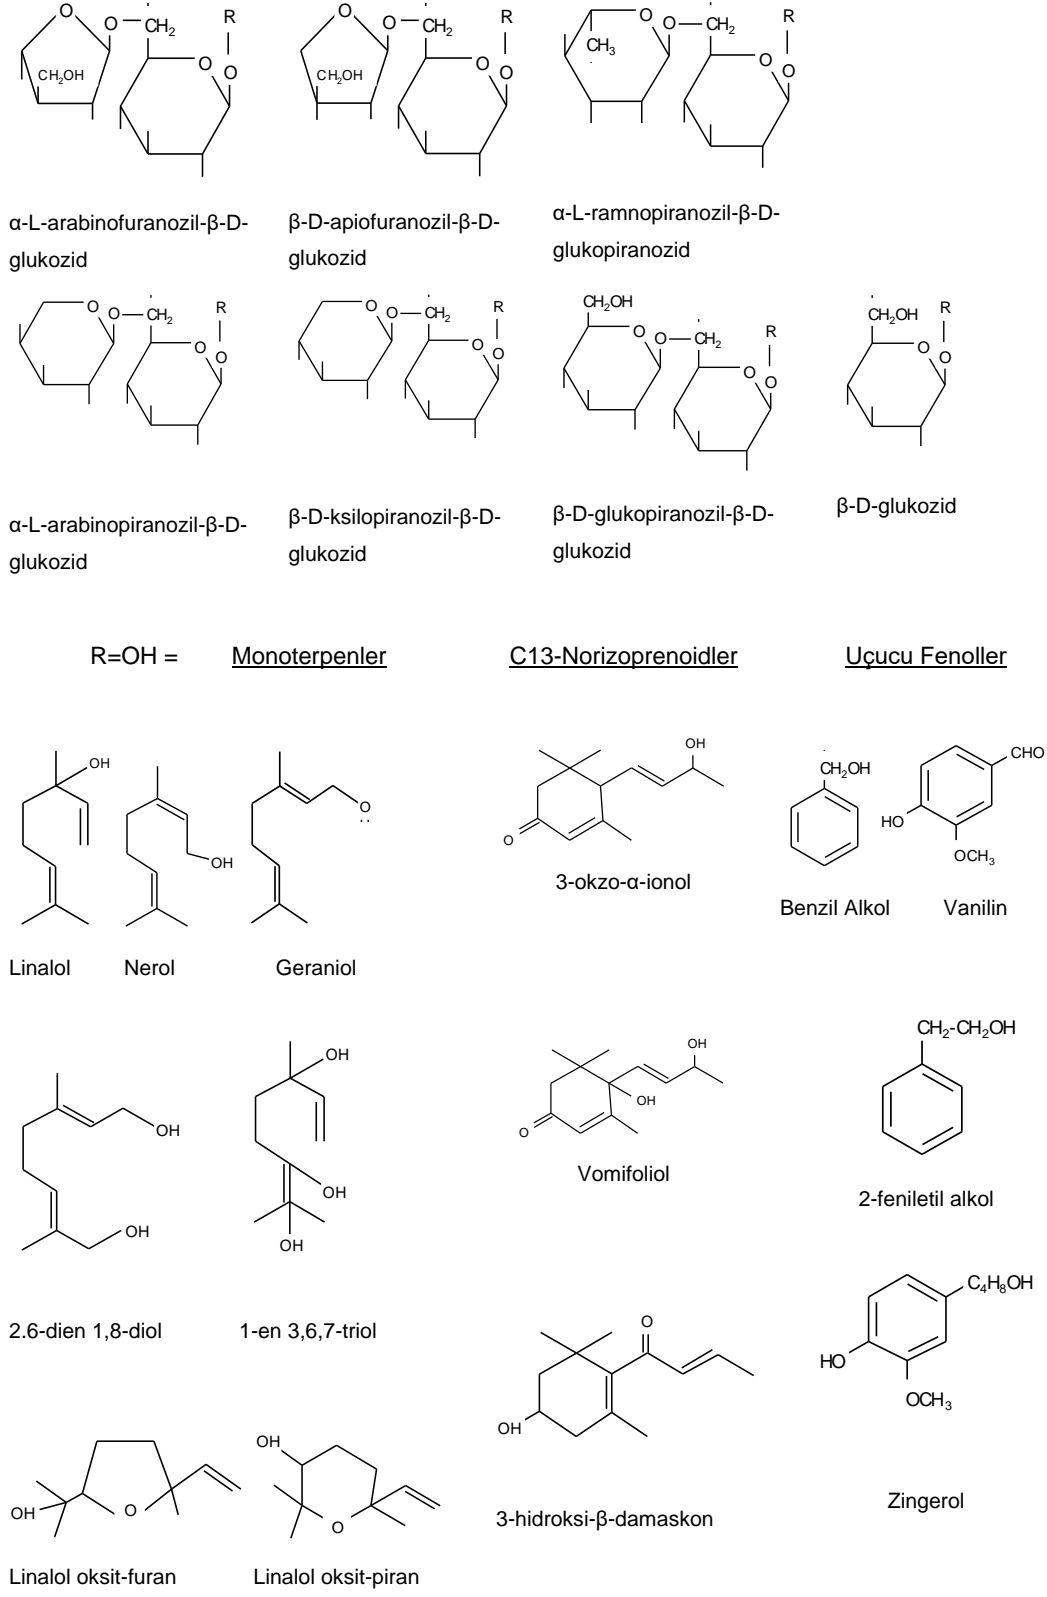 O O CH₂ R
CH₂OH O O
α-L-arabinofuranozil-β-D-
glukozid
O O CH₂ R
CH₂OH O O
β-D-apiofuranozil-β-D-
glukozid
O O CH₂ R
CH₃ O O
α-L-ramnopiranozil-β-D-
glukopiranozid
O O CH₂ R
O O
α-L-arabinopiranozil-β-D-
glukozid
O O CH₂ R
O O
β-D-ksilopiranozil-β-D-
glukozid
CH₂OH
O O CH₂ R
O O
β-D-glukopiranozil-β-D-
glukozid
CH₂OH R
O O
β-D-glukozid
R=OH = Monoterpenler C13-Norizoprenoidler Uçucu Fenoller
OH
Linalol
OH
Nerol
O
Geraniol
OH
O
3-okzo-α-ionol
CH₂OH
Benzil Alkol
CHO
HO
OCH₃
Vanilin
OH
OH
2.6-dien 1,8-diol
OH
OH
OH
1-en 3,6,7-triol
OH
OH
O
Vomifoliol
CH₂-CH₂OH
2-feniletil alkol
O
OH
3-hidroksi-β-damaskon
C₄H₈OH
HO
OCH₃
Zingerol
OH O
Linalol oksit-furan
OH
O
Linalol oksit-piran